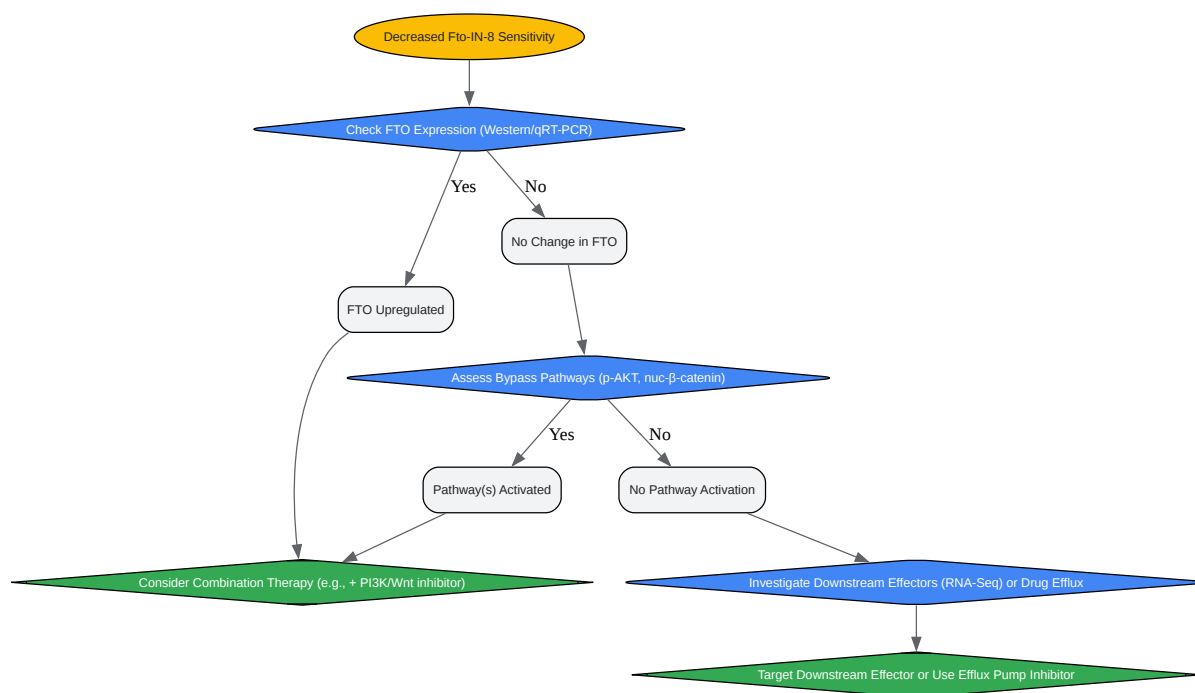 Decreased Fto-IN-8 Sensitivity
Check FTO Expression (Western/qRT-PCR)
Yes
No
No Change in FTO
FTO Upregulated
Assess Bypass Pathways (p-AKT, nuc-β-catenin)
Yes
No
Pathway(s) Activated
No Pathway Activation
Consider Combination Therapy (e.g., + PI3K/Wnt inhibitor)
Investigate Downstream Effectors (RNA-Seq) or Drug Efflux
Target Downstream Effector or Use Efflux Pump Inhibitor